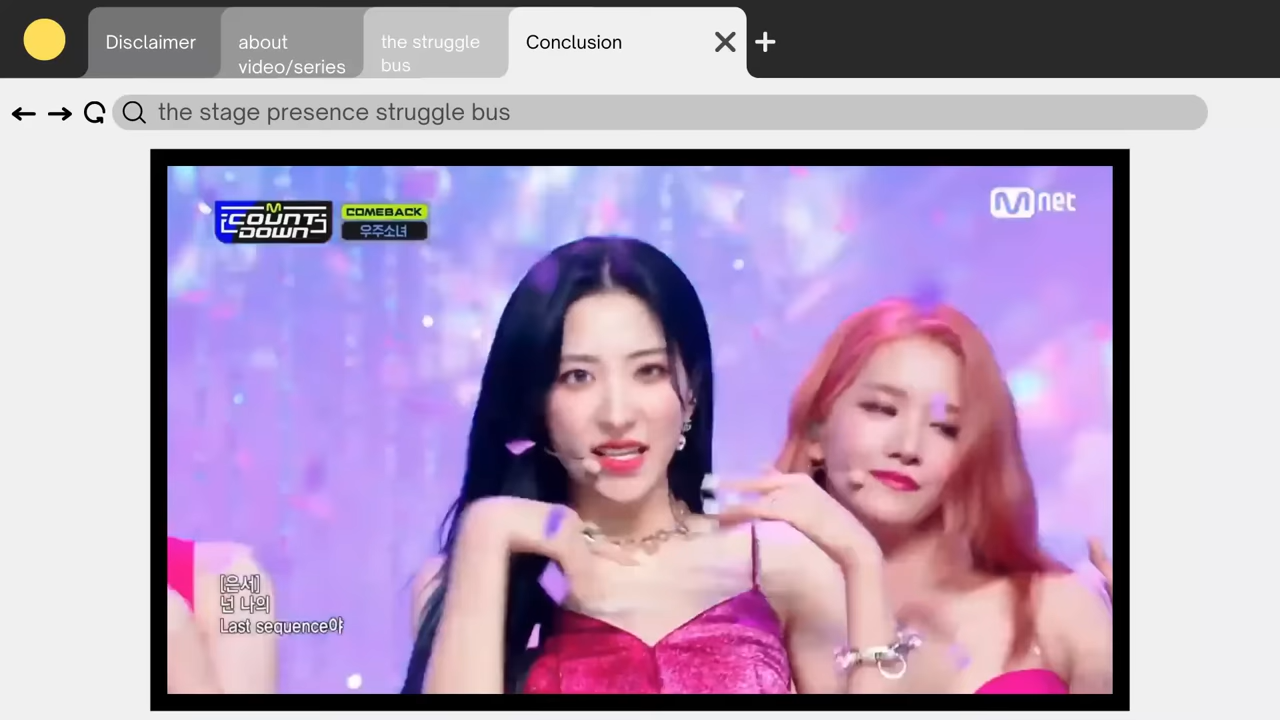 Disclaimer
about
video/series
the struggle
bus
Conclusion
the stage presence struggle bus
M
COUNT
DOWN
COMEBACK
우주소녀
M net
[은서]
넌 나의
Last sequence야